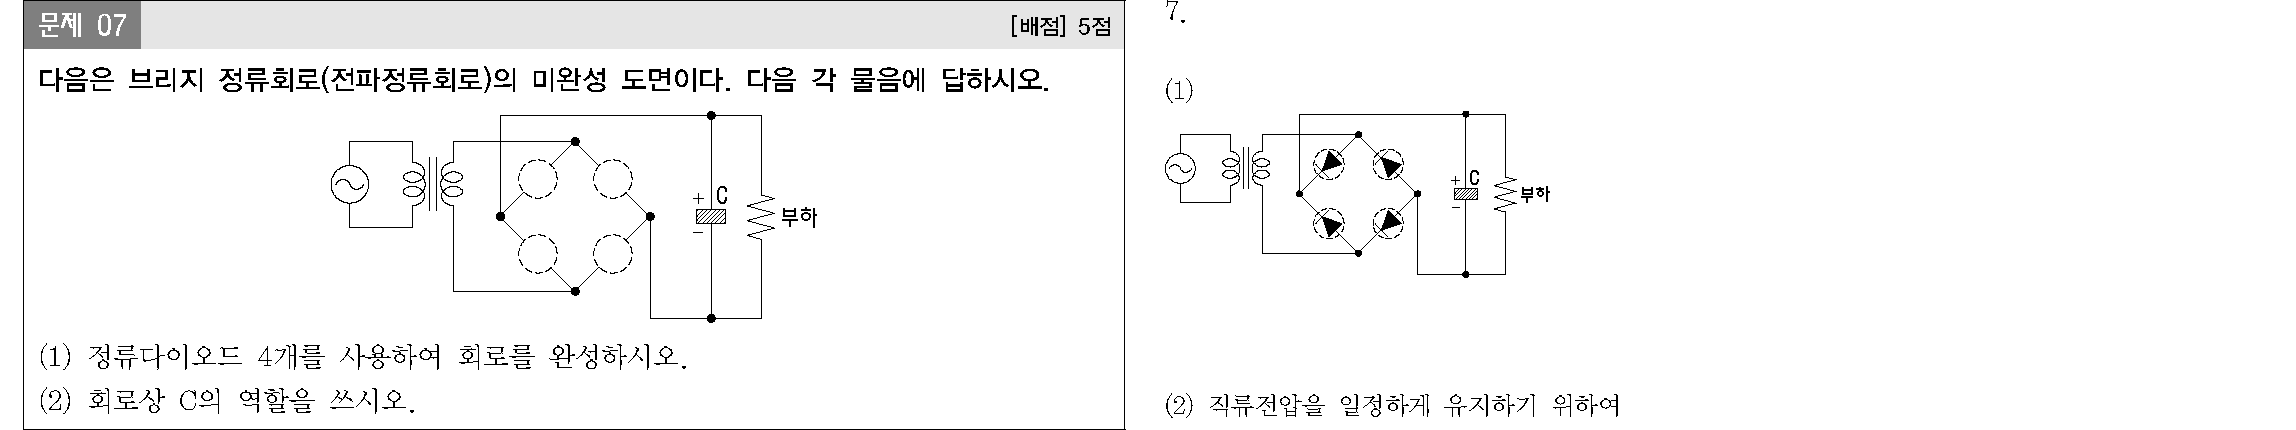 문제 07
[배점] 5점
다음은 브리지 정류회로(전파정류회로)의 미완성 도면이다. 다음 각 물음에 답하시오.
+ C
부하
−
(1) 정류다이오드 4개를 사용하여 회로를 완성하시오.
(2) 회로상 C의 역할을 쓰시오.
7.
(1)
+ C
부하
−
(2) 직류전압을 일정하게 유지하기 위하여